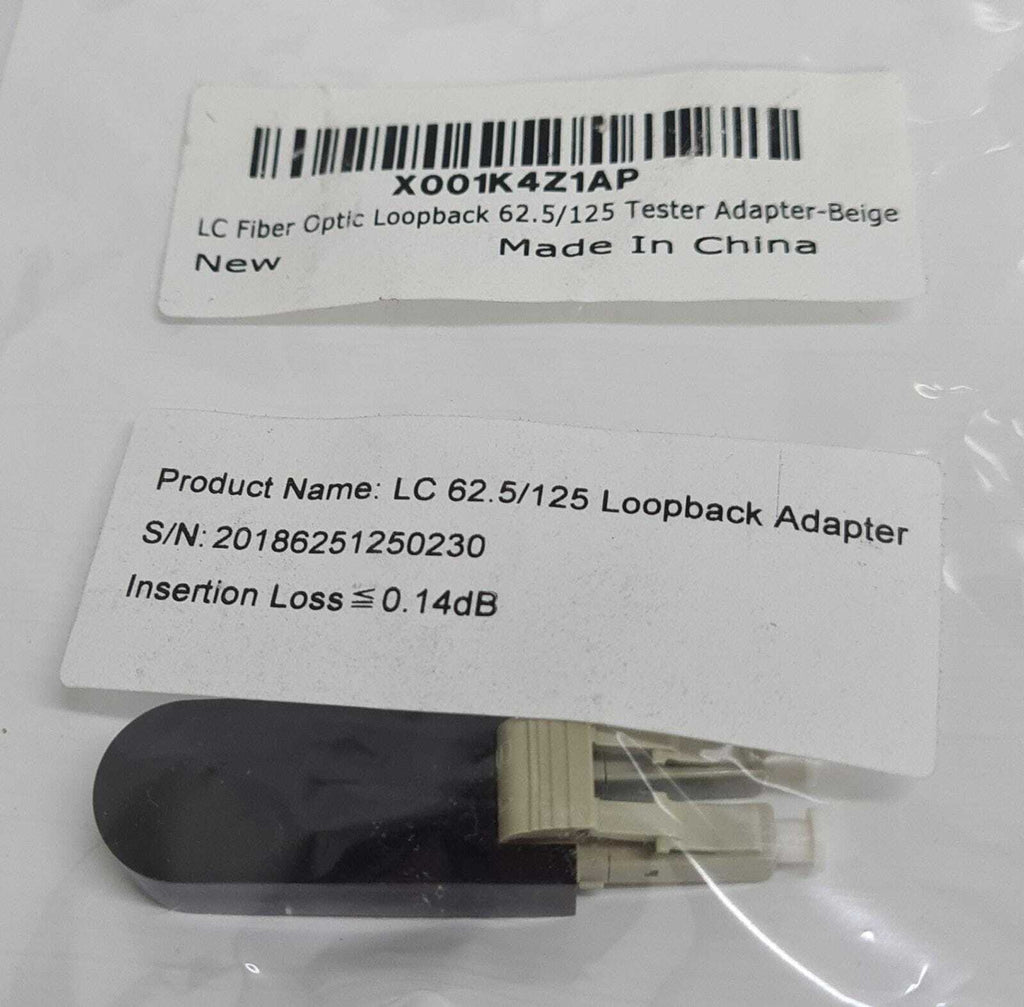 X001K4Z1AP
LC Fiber Optic Loopback 62.5/125 Tester Adapter-Beige
New Made In China
Product Name: LC 62.5/125 Loopback Adapter
S/N: 20186251250230
Insertion Loss≦0.14dB